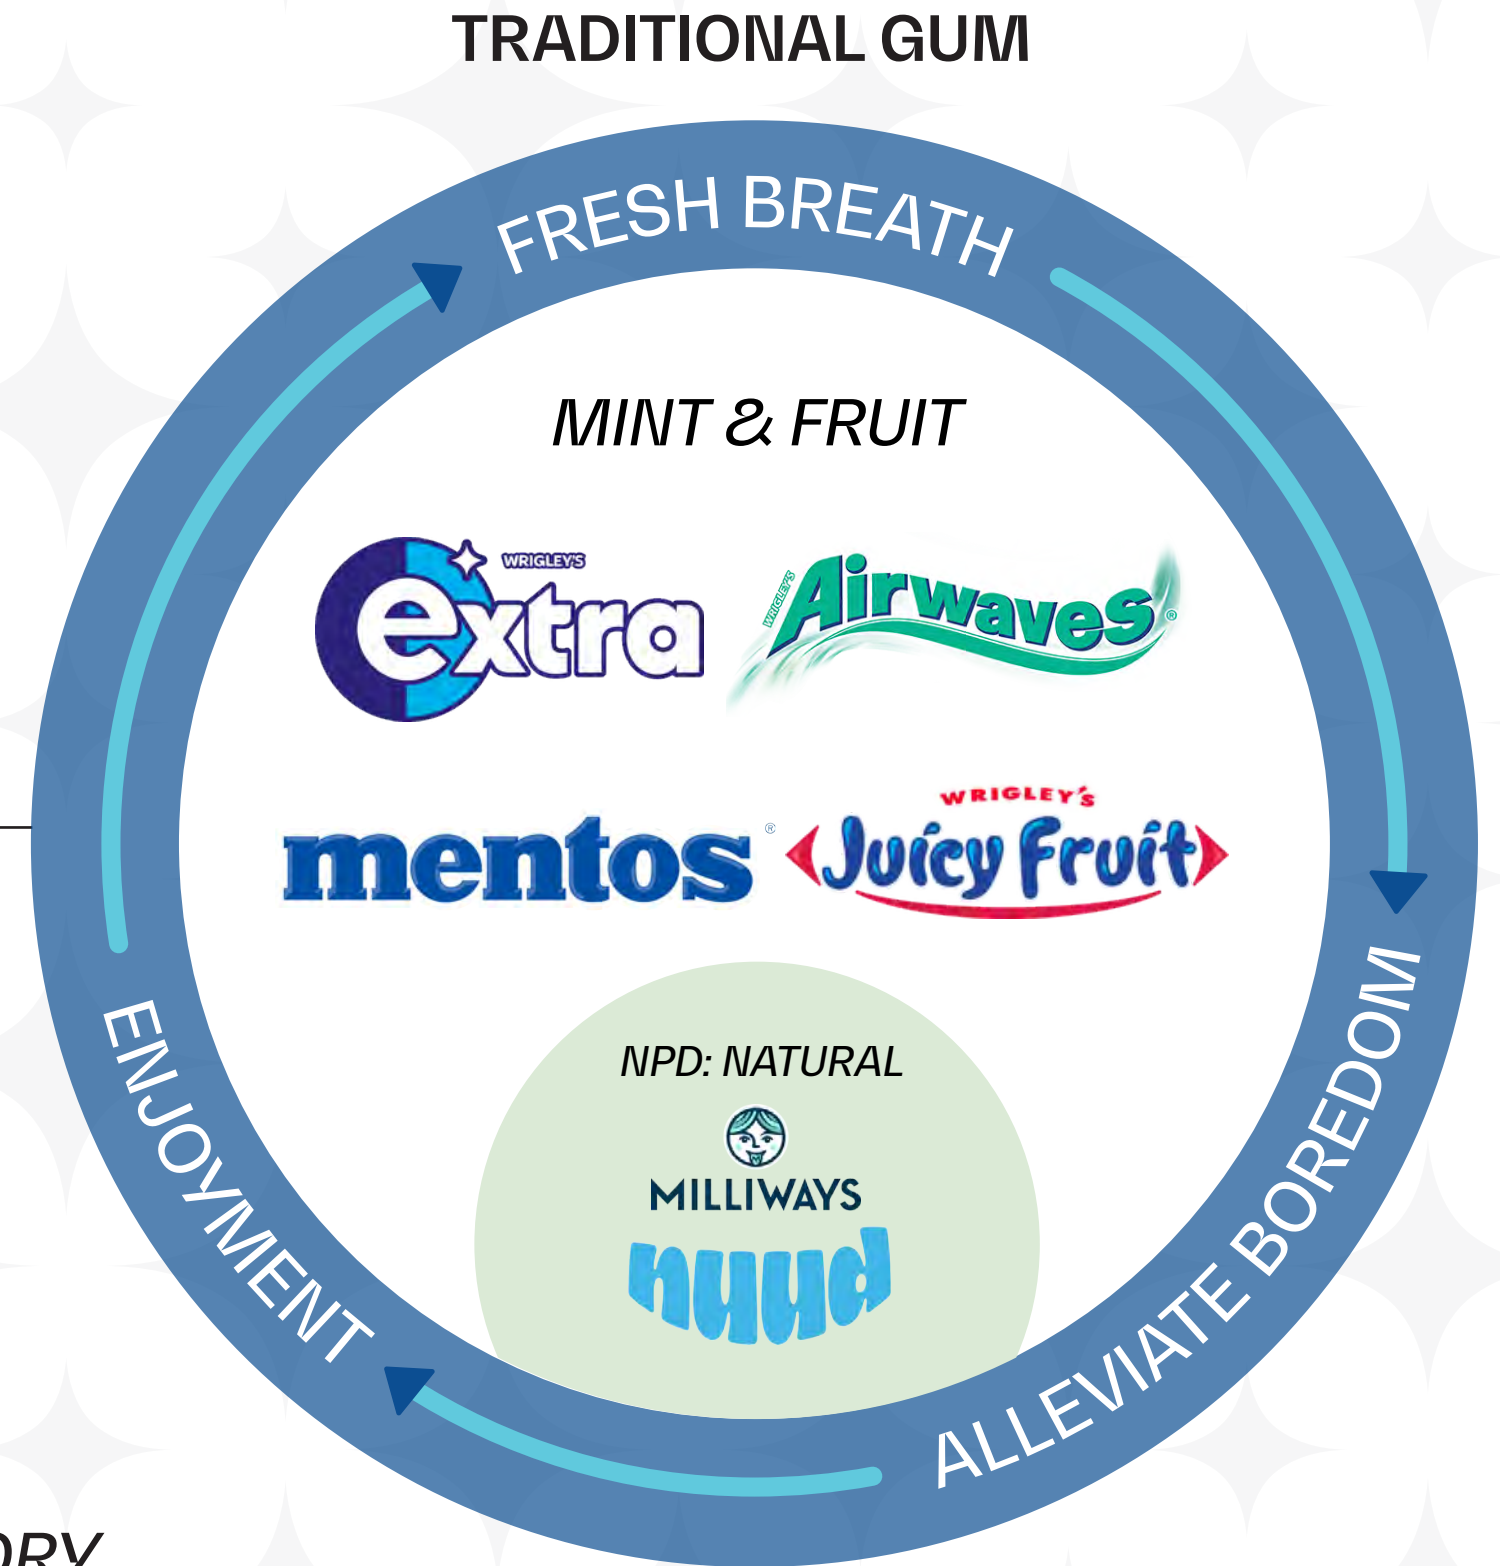 TRADITIONAL GUM
FRESH BREATH
MINT & FRUIT
WRIGLEY'S
extra
WRIGLEY'S
Airwaves®
mentos®
WRIGLEY'S
Juicy Fruit
ENJOYMENT
ALLEVIATE BOREDOM
NPD: NATURAL
MILLIWAYS
nuud